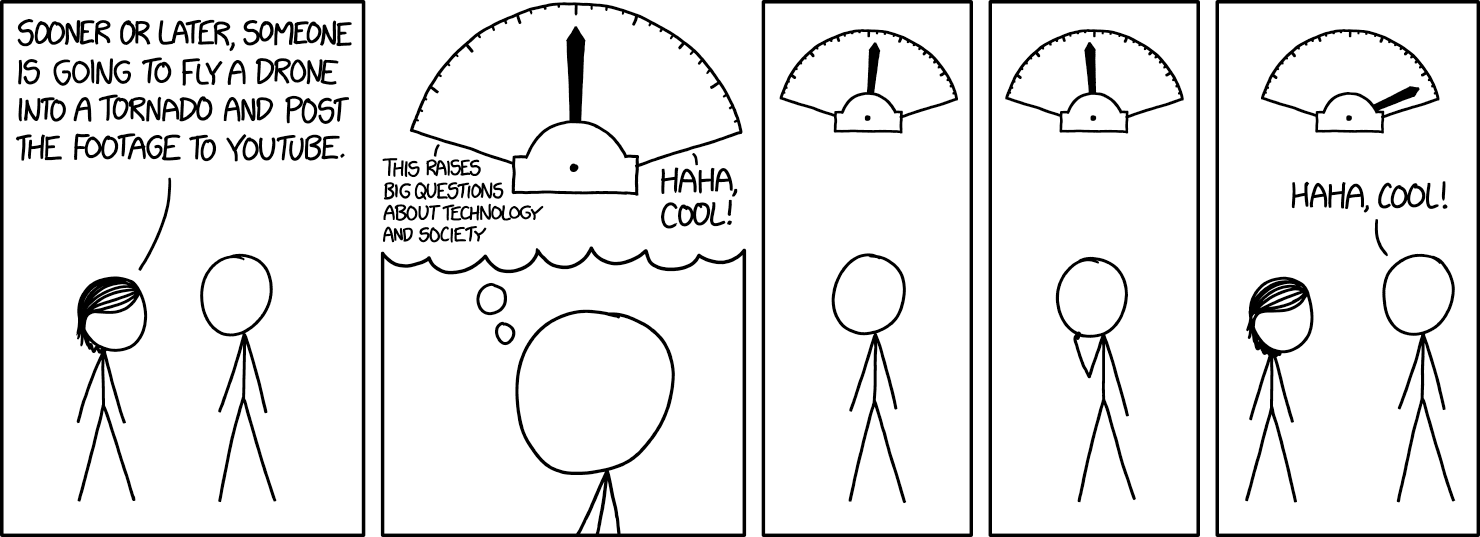 SOONER OR LATER, SOMEONE
IS GOING TO FLY A DRONE
INTO A TORNADO AND POST
THE FOOTAGE TO YOUTUBE.
THIS RAISES
BIG QUESTIONS
ABOUT TECHNOLOGY
AND SOCIETY
HAHA,
COOL!
HAHA, COOL!